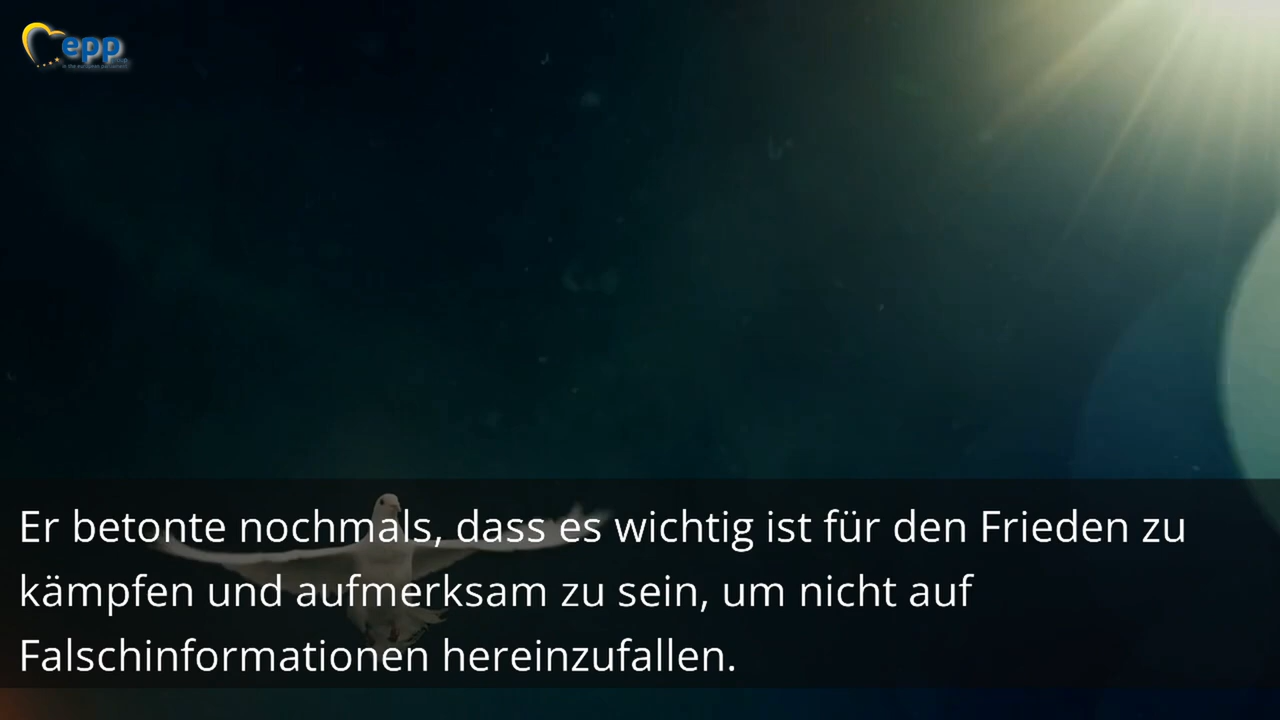 epp
Er betonte nochmals, dass es wichtig ist für den Frieden zu
kämpfen und aufmerksam zu sein, um nicht auf
Falschinformationen hereinzufallen.